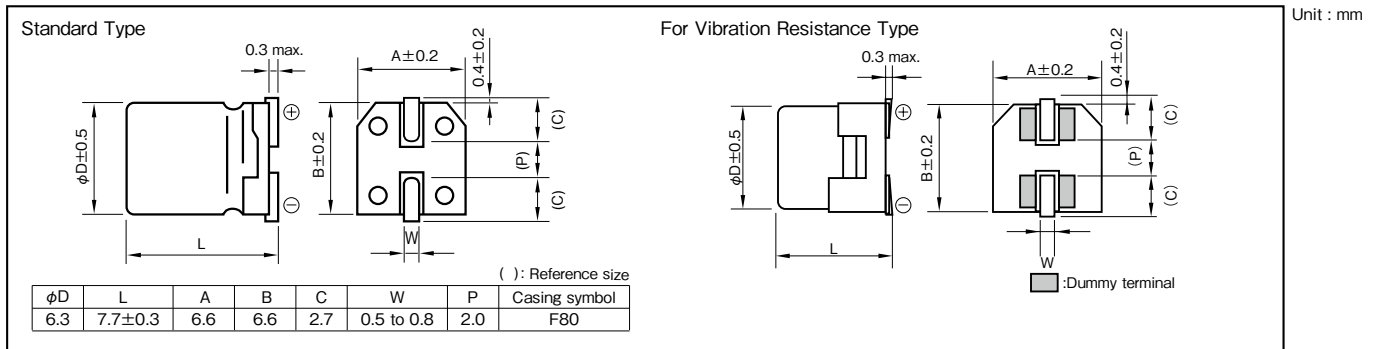 Unit : mm
Standard Type
0.3 max.
A±0.2
0.4±0.2
⊕
(C)
φD±0.5
B±0.2
(P)
⊖
(C)
L
W
For Vibration Resistance Type
0.3 max.
A±0.2
0.4±0.2
⊕
(C)
φD±0.5
B±0.2
(P)
⊖
(C)
L
W
:Dummy terminal
( ): Reference size
φD L A B C W P Casing symbol
6.3 7.7±0.3 6.6 6.6 2.7 0.5 to 0.8 2.0 F80